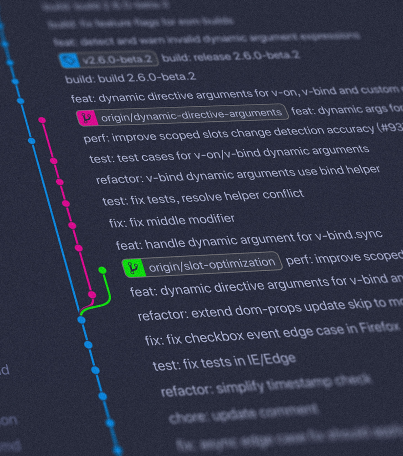 build: build 2.6.0-beta.3
build: fix feature flags for esm builds
feat: detect and warn invalid dynamic argument expressions
v2.6.0-beta.2 build: release 2.6.0-beta.2
build: build 2.6.0-beta.2
feat: dynamic directive arguments for v-on, v-bind and custom
origin/dynamic-directive-arguments feat: dynamic args for
perf: improve scoped slots change detection accuracy (#93
test: test cases for v-on/v-bind dynamic arguments
refactor: v-bind dynamic arguments use bind helper
test: fix tests, resolve helper conflict
fix: fix middle modifier
feat: handle dynamic argument for v-bind.sync
origin/slot-optimization perf: improve scoped
feat: dynamic directive arguments for v-bind an
refactor: extend dom-props update skip to mo
fix: fix checkbox event edge case in Firefox
test: fix tests in IE/Edge
refactor: simplify timestamp check
chore: update comment
fix: async edge case fix should